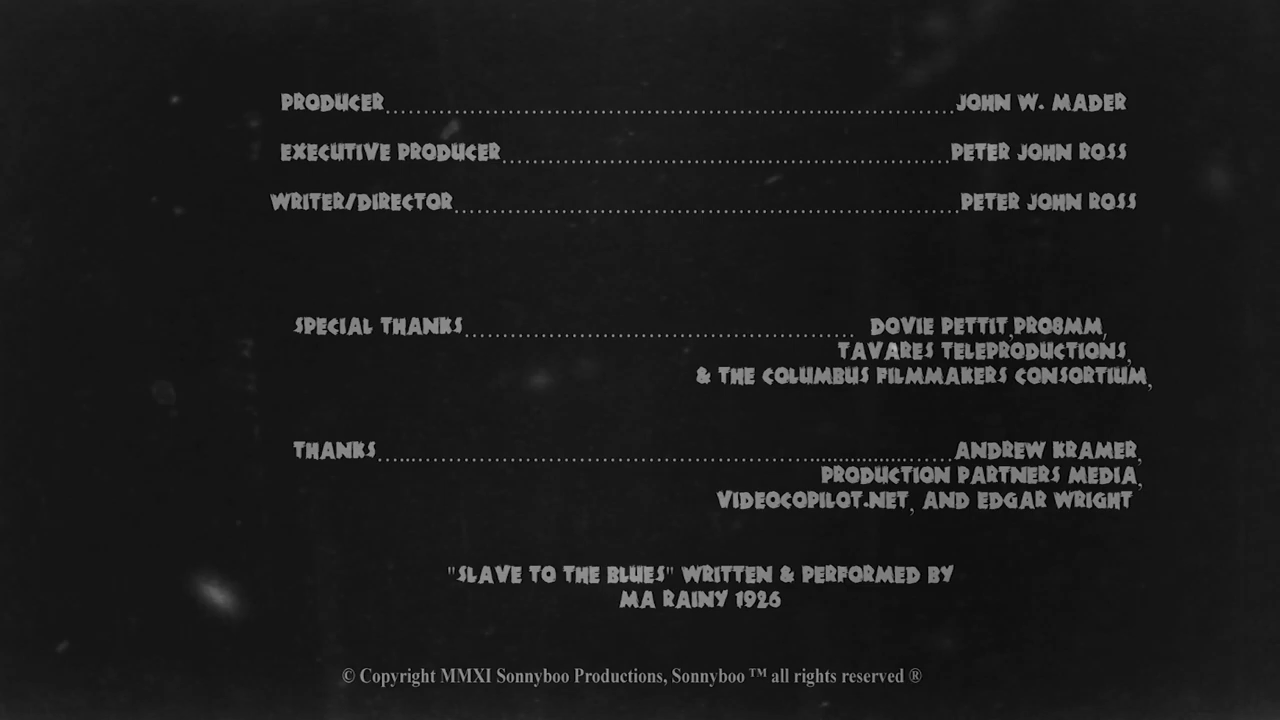 PRODUCER........................................................................JOHN W. MADER
EXECUTIVE PRODUCER.........................................................PETER JOHN ROSS
WRITER/DIRECTOR................................................................PETER JOHN ROSS
SPECIAL THANKS................................................. DOVIE PETTIT,PRO8MM,
TAVARES TELEPRODUCTIONS,
& THE COLUMBUS FILMMAKERS CONSORTIUM,
THANKS..........................................................................ANDREW KRAMER,
PRODUCTION PARTNERS MEDIA,
VIDEOCOPILOT.NET, AND EDGAR WRIGHT
"SLAVE TO THE BLUES" WRITTEN & PERFORMED BY
MA RAINY 1926
© Copyright MMXI Sonnyboo Productions, Sonnyboo ™ all rights reserved ®